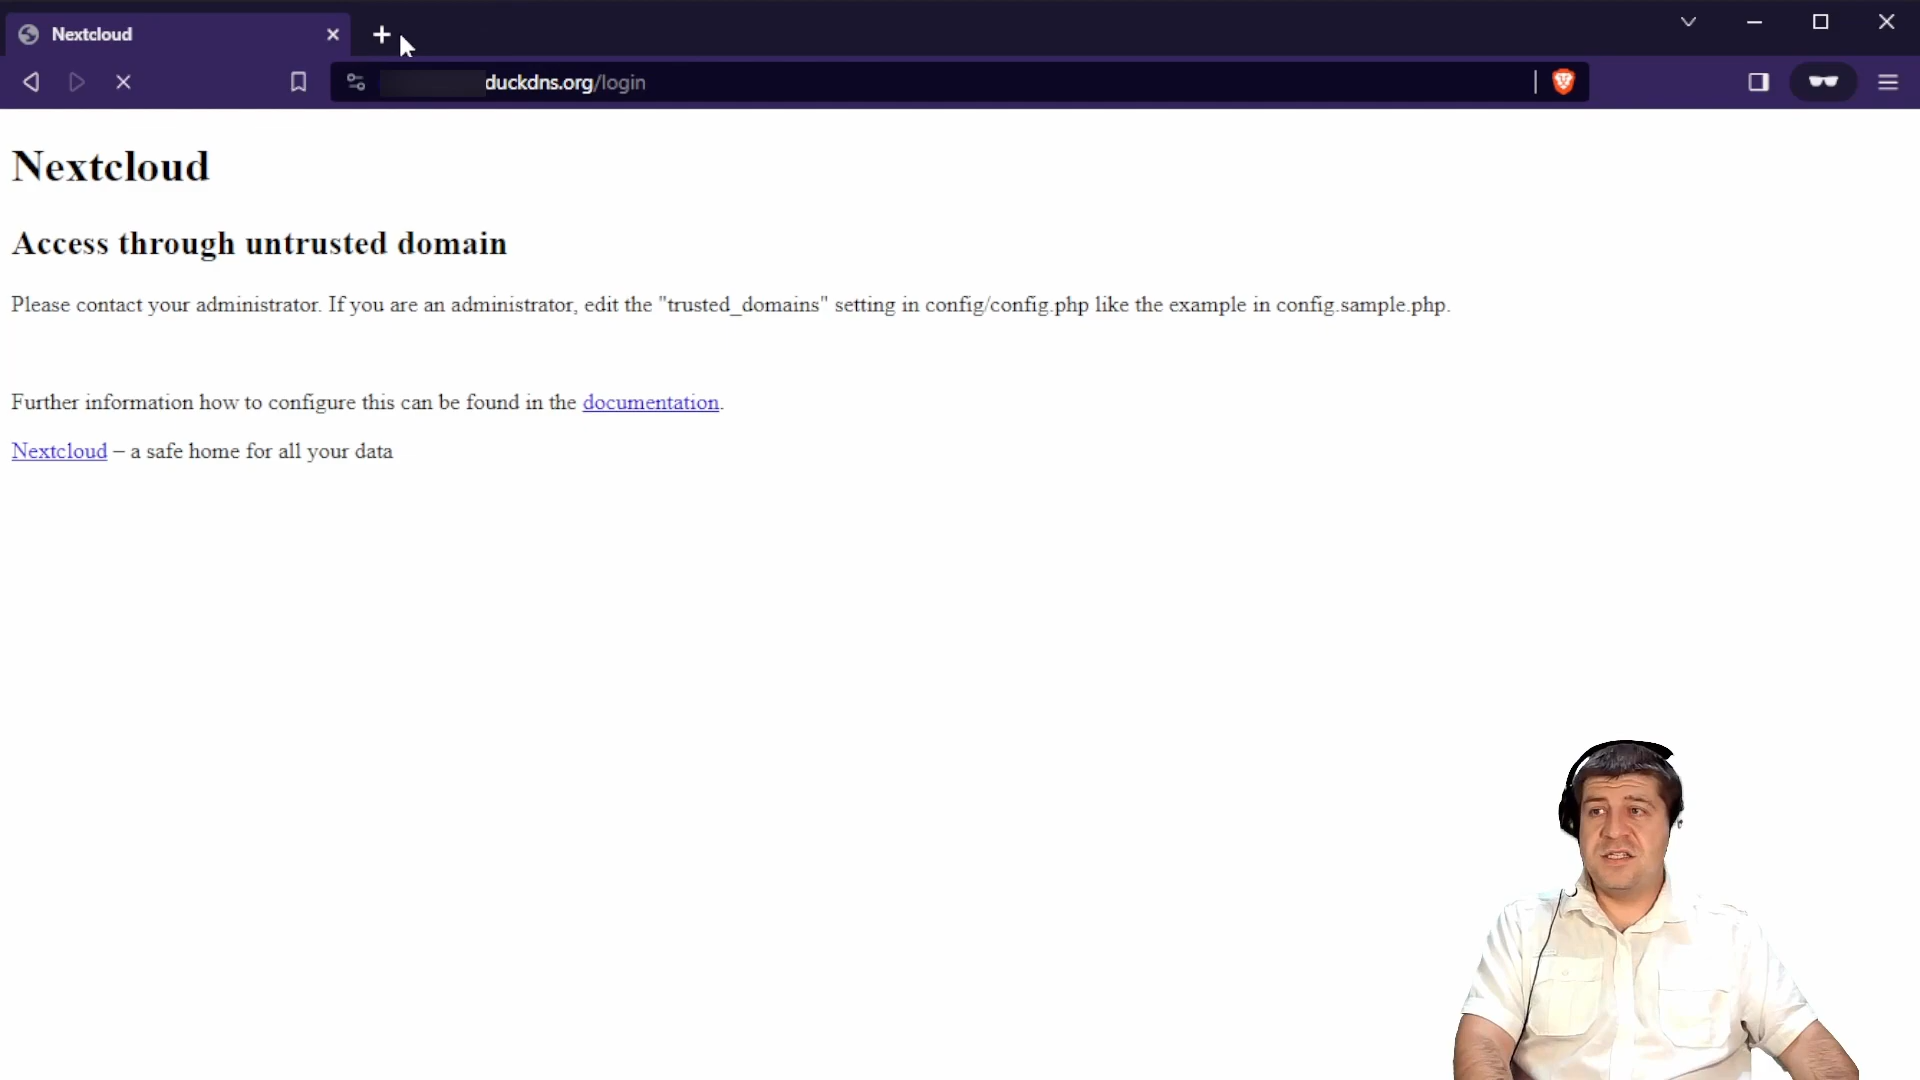 Nextcloud
duckdns.org/login
Nextcloud
Access through untrusted domain
Please contact your administrator. If you are an administrator, edit the "trusted_domains" setting in config/config.php like the example in config.sample.php.
Further information how to configure this can be found in the documentation.
Nextcloud – a safe home for all your data